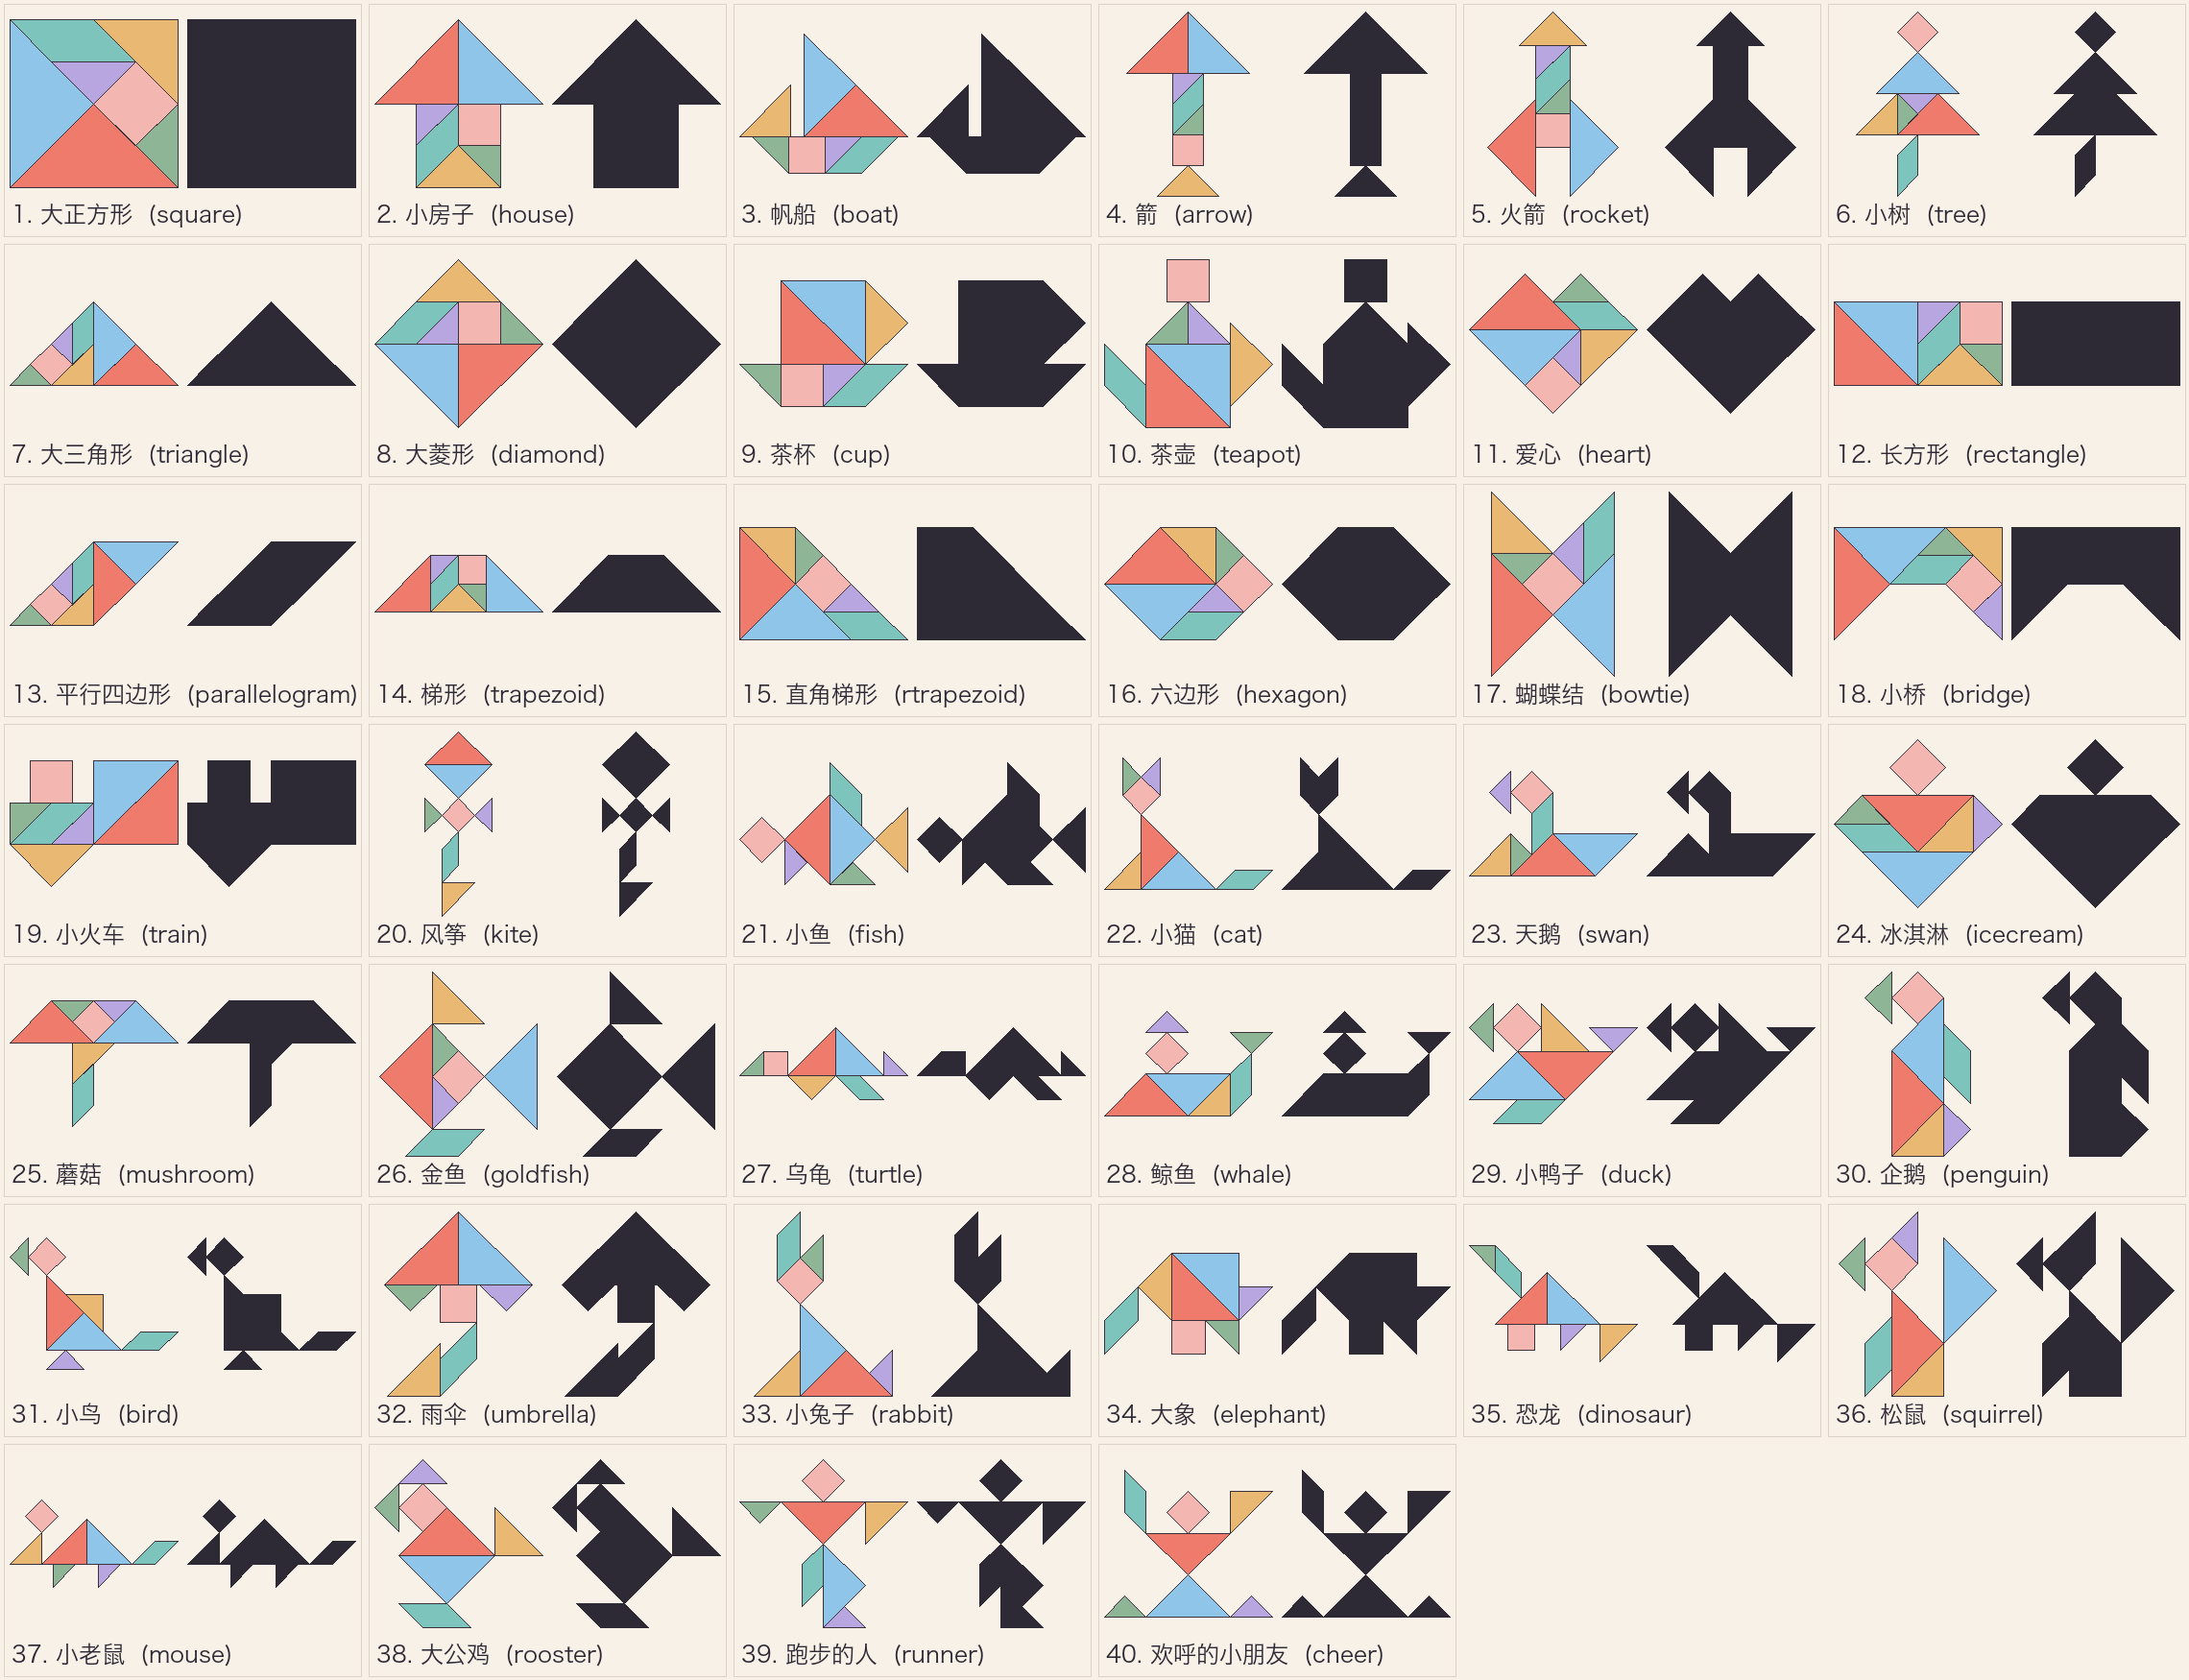 1. 大正方形 (square)
2. 小房子 (house)
3. 帆船 (boat)
4. 箭 (arrow)
5. 火箭 (rocket)
6. 小树 (tree)
7. 大三角形 (triangle)
8. 大菱形 (diamond)
9. 茶杯 (cup)
10. 茶壶 (teapot)
11. 爱心 (heart)
12. 长方形 (rectangle)
13. 平行四边形 (parallelogram)
14. 梯形 (trapezoid)
15. 直角梯形 (rtrapezoid)
16. 六边形 (hexagon)
17. 蝴蝶结 (bowtie)
18. 小桥 (bridge)
19. 小火车 (train)
20. 风筝 (kite)
21. 小鱼 (fish)
22. 小猫 (cat)
23. 天鹅 (swan)
24. 冰淇淋 (icecream)
25. 蘑菇 (mushroom)
26. 金鱼 (goldfish)
27. 乌龟 (turtle)
28. 鲸鱼 (whale)
29. 小鸭子 (duck)
30. 企鹅 (penguin)
31. 小鸟 (bird)
32. 雨伞 (umbrella)
33. 小兔子 (rabbit)
34. 大象 (elephant)
35. 恐龙 (dinosaur)
36. 松鼠 (squirrel)
37. 小老鼠 (mouse)
38. 大公鸡 (rooster)
39. 跑步的人 (runner)
40. 欢呼的小朋友 (cheer)